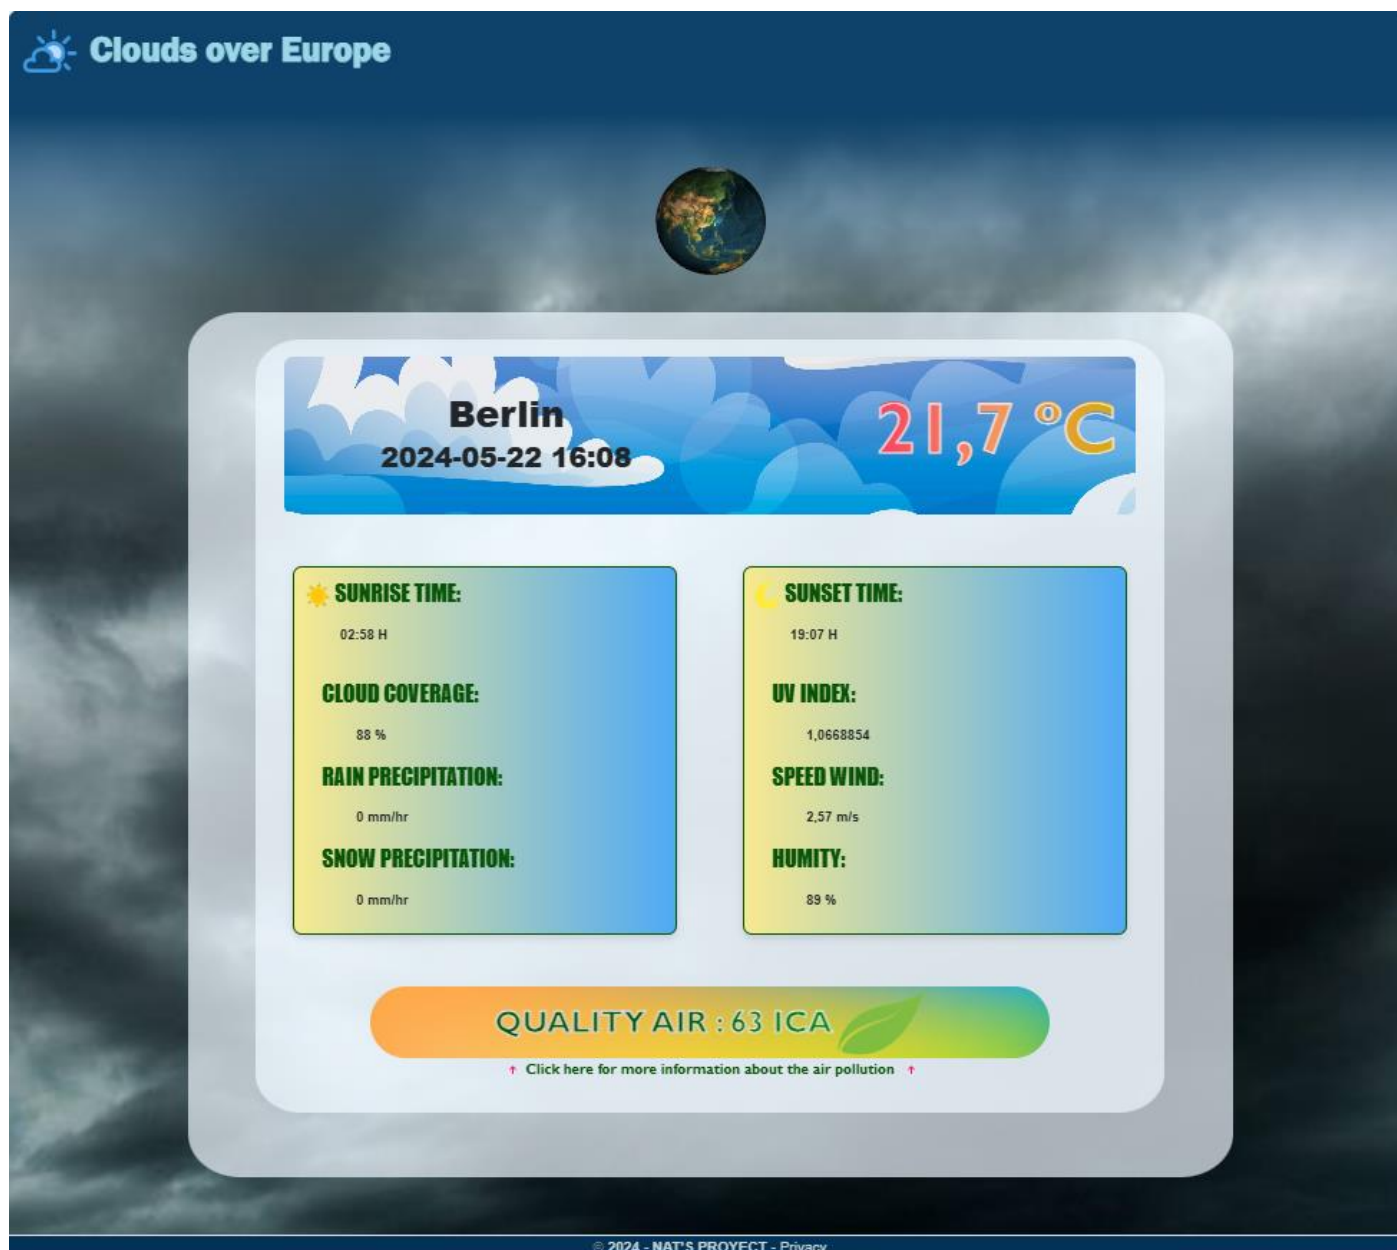 Clouds over Europe
Berlin
2024-05-22 16:08
21,7 °C
SUNRISE TIME:
02:58 H
CLOUD COVERAGE:
88 %
RAIN PRECIPITATION:
0 mm/hr
SNOW PRECIPITATION:
0 mm/hr
SUNSET TIME:
19:07 H
UV INDEX:
1,0668854
SPEED WIND:
2,57 m/s
HUMITY:
89 %
QUALITY AIR : 63 ICA
↑ Click here for more information about the air pollution ↑
© 2024 - NAT'S PROYECT - Privacy